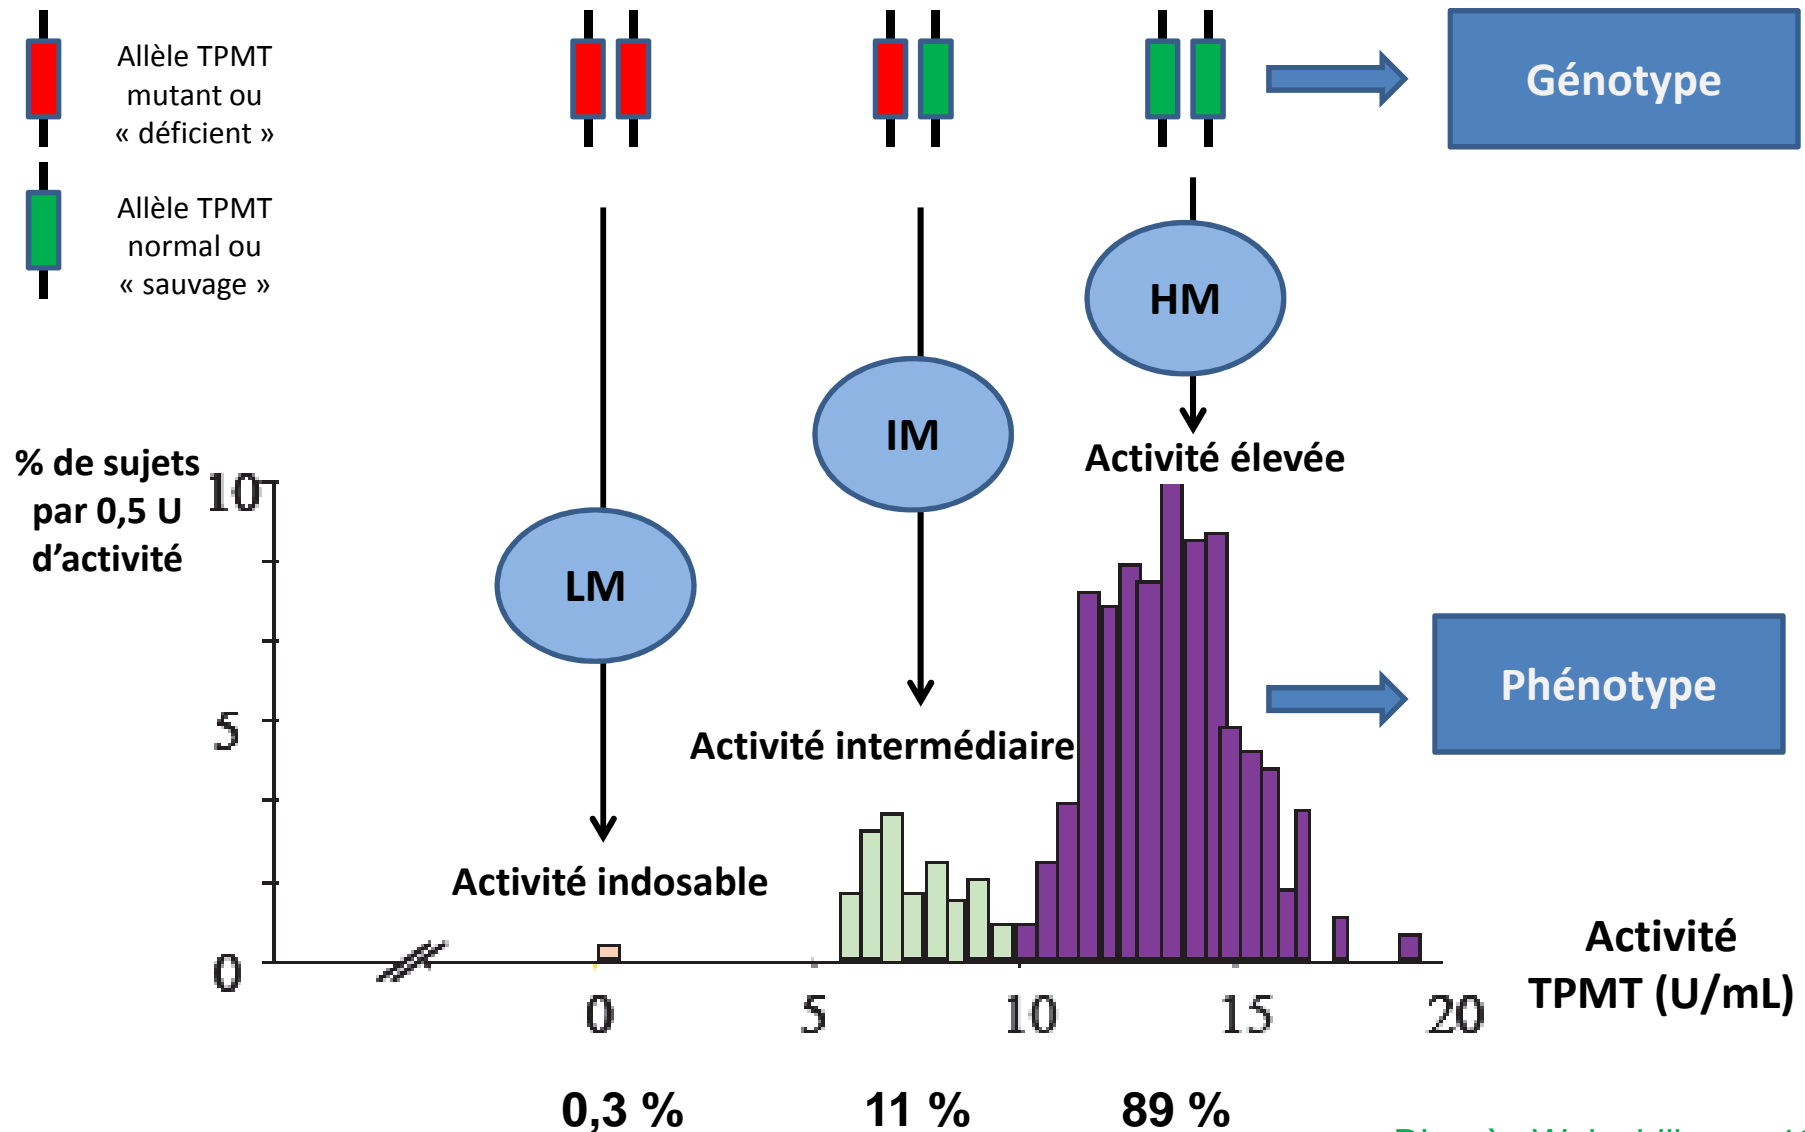 Allèle TPMT
mutant ou
« déficient »
Allèle TPMT
normal ou
« sauvage »
Génotype
HM
IM
LM
Activité élevée
% de sujets
par 0,5 U
d’activité
10
5
0
Phénotype
Activité intermédiaire
Activité indosable
Activité
TPMT (U/mL)
0 5 10 15 20
0,3 % 11 % 89 %